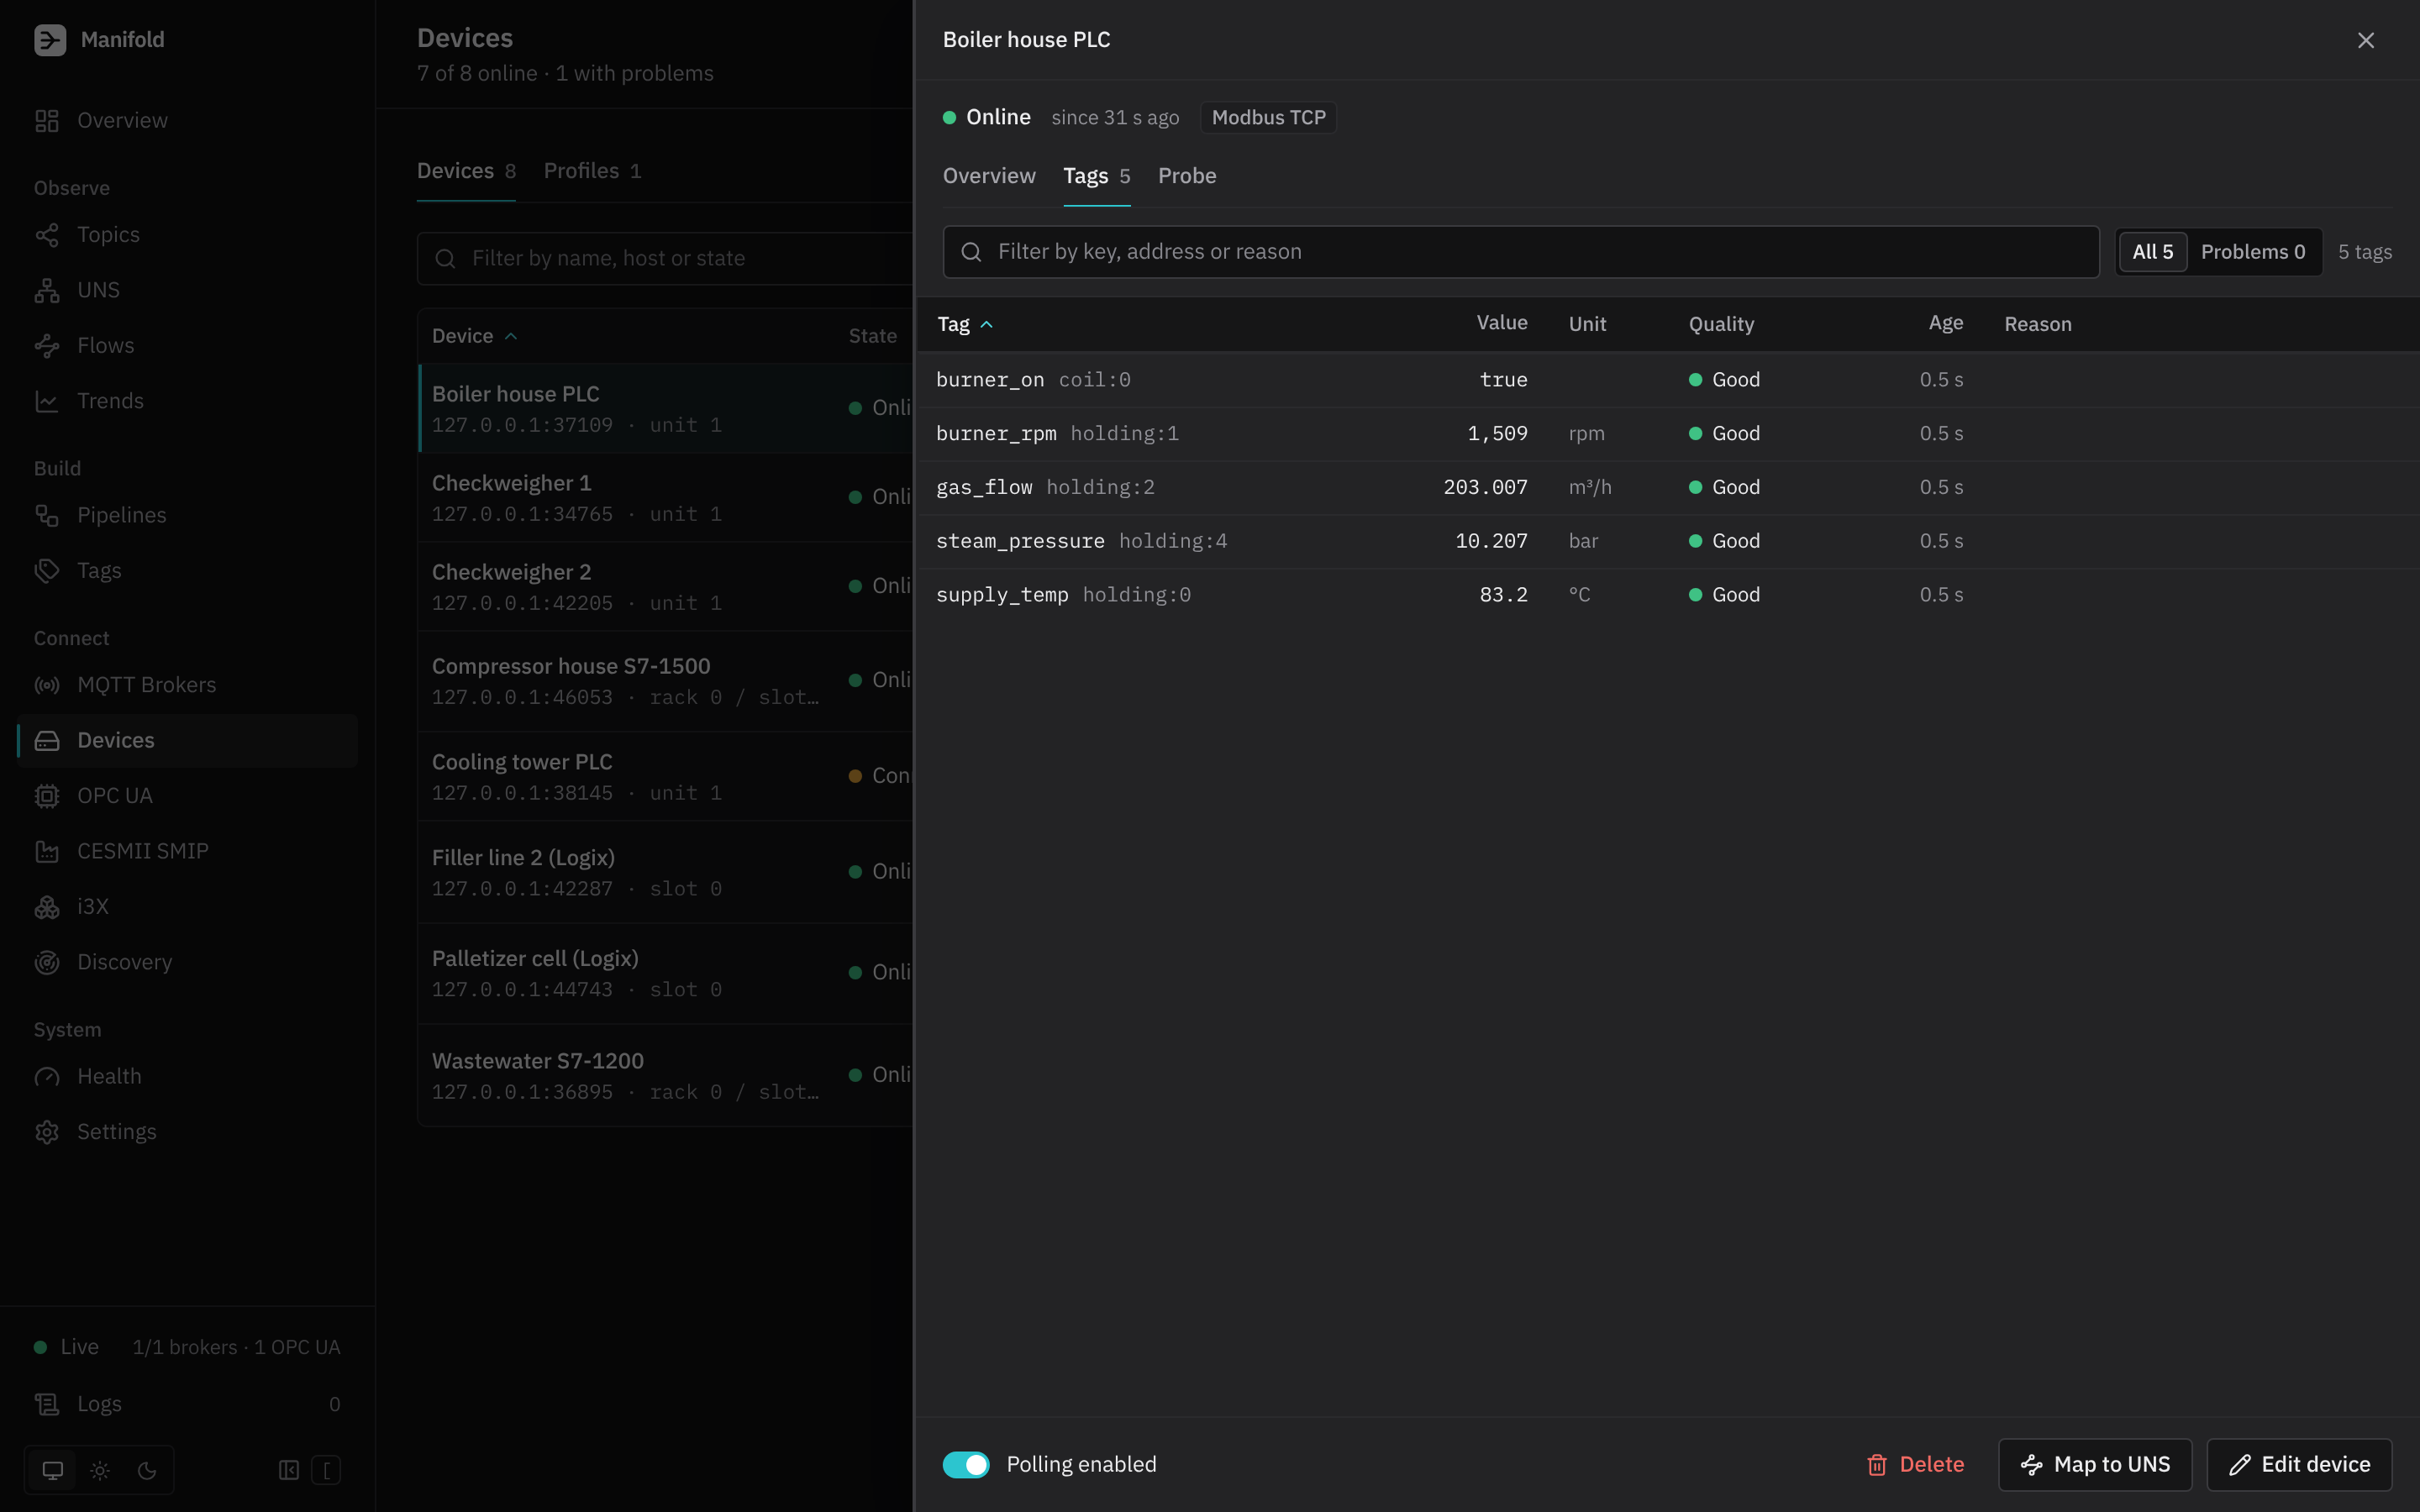 Manifold
Overview
Observe
Topics
UNS
Flows
Trends
Build
Pipelines
Tags
Connect
MQTT Brokers
Devices
OPC UA
CESMII SMIP
i3X
Discovery
System
Health
Settings
Live 1/1 brokers · 1 OPC UA
Logs 0
[
Devices
7 of 8 online · 1 with problems
Devices 8 Profiles 1
Filter by name, host or state
Device State
Boiler house PLC
127.0.0.1:37109 · unit 1
Onli
Checkweigher 1
127.0.0.1:34765 · unit 1
Onli
Checkweigher 2
127.0.0.1:42205 · unit 1
Onli
Compressor house S7-1500
127.0.0.1:46053 · rack 0 / slot…
Onli
Cooling tower PLC
127.0.0.1:38145 · unit 1
Con
Filler line 2 (Logix)
127.0.0.1:42287 · slot 0
Onli
Palletizer cell (Logix)
127.0.0.1:44743 · slot 0
Onli
Wastewater S7-1200
127.0.0.1:36895 · rack 0 / slot…
Onli
Boiler house PLC
Online since 31 s ago Modbus TCP
Overview Tags 5 Probe
Filter by key, address or reason All 5 Problems 0 5 tags
Tag Value Unit Quality Age Reason
burner_on coil:0 true Good 0.5 s
burner_rpm holding:1 1,509 rpm Good 0.5 s
gas_flow holding:2 203.007 m³/h Good 0.5 s
steam_pressure holding:4 10.207 bar Good 0.5 s
supply_temp holding:0 83.2 °C Good 0.5 s
Polling enabled Delete Map to UNS Edit device